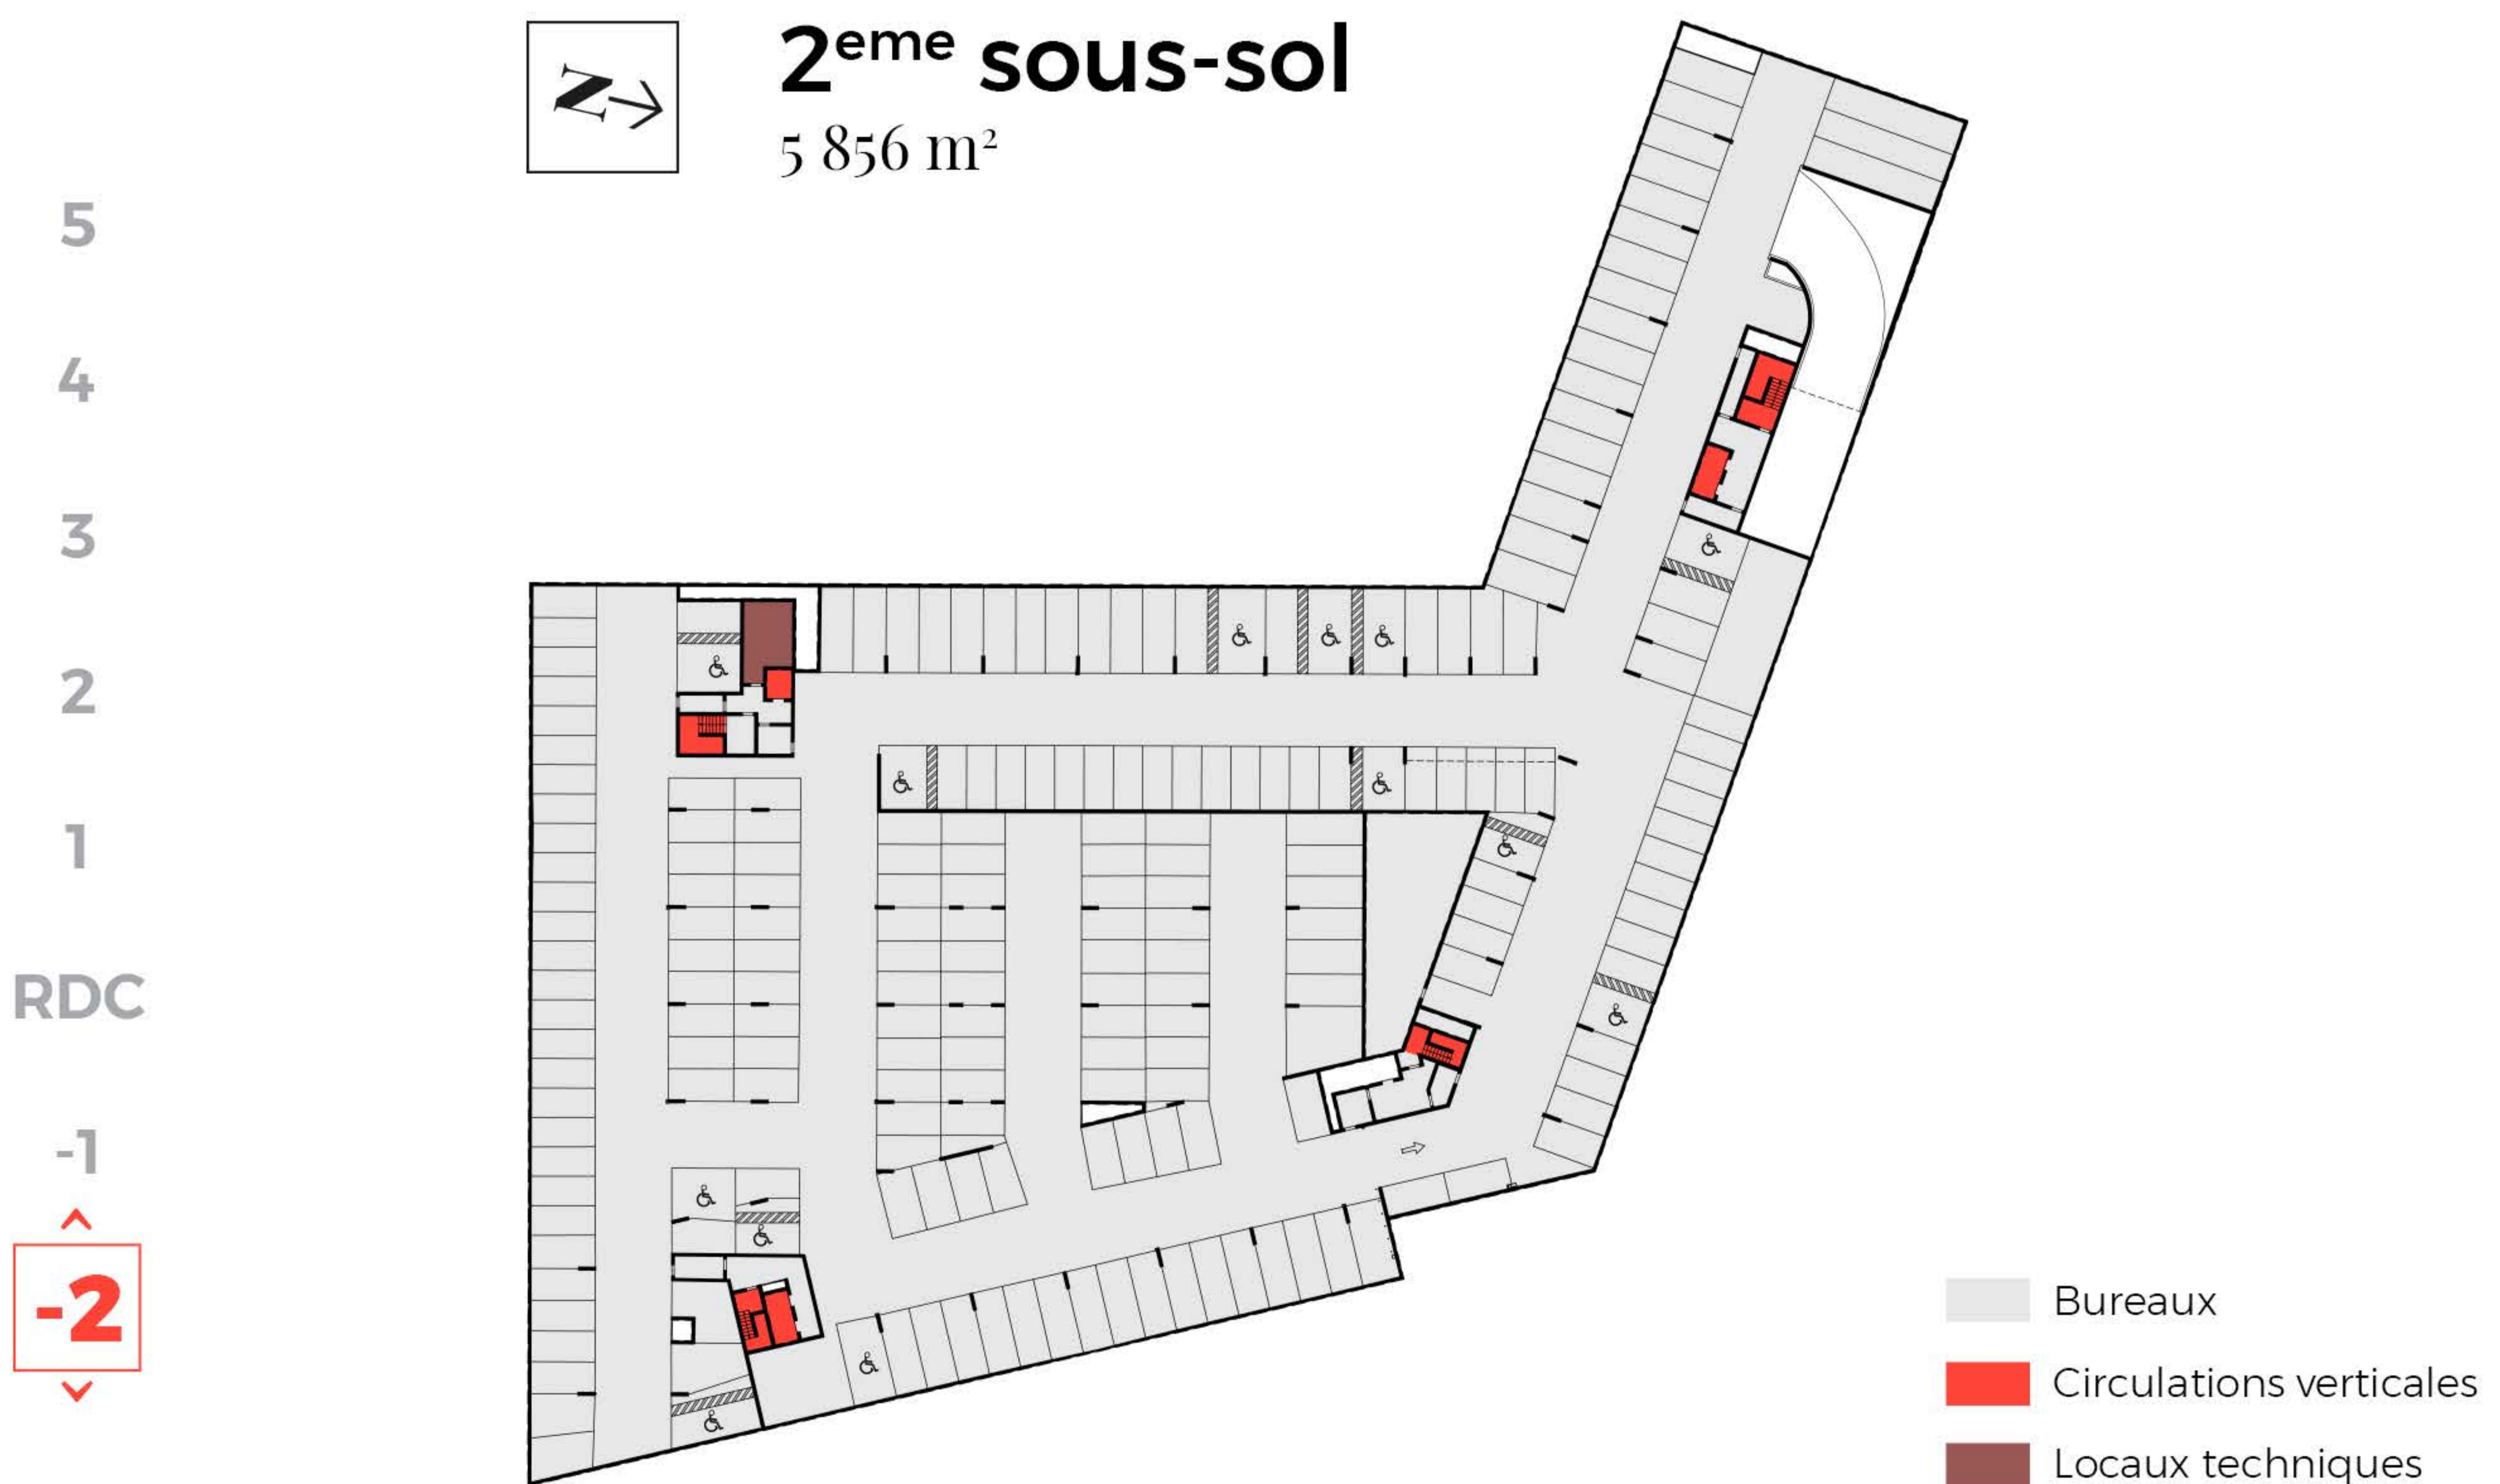 N
2eme sous-sol
5 856 m²
5
4
3
2
1
RDC
-1
-2
Bureaux
Circulations verticales
Locaux techniques